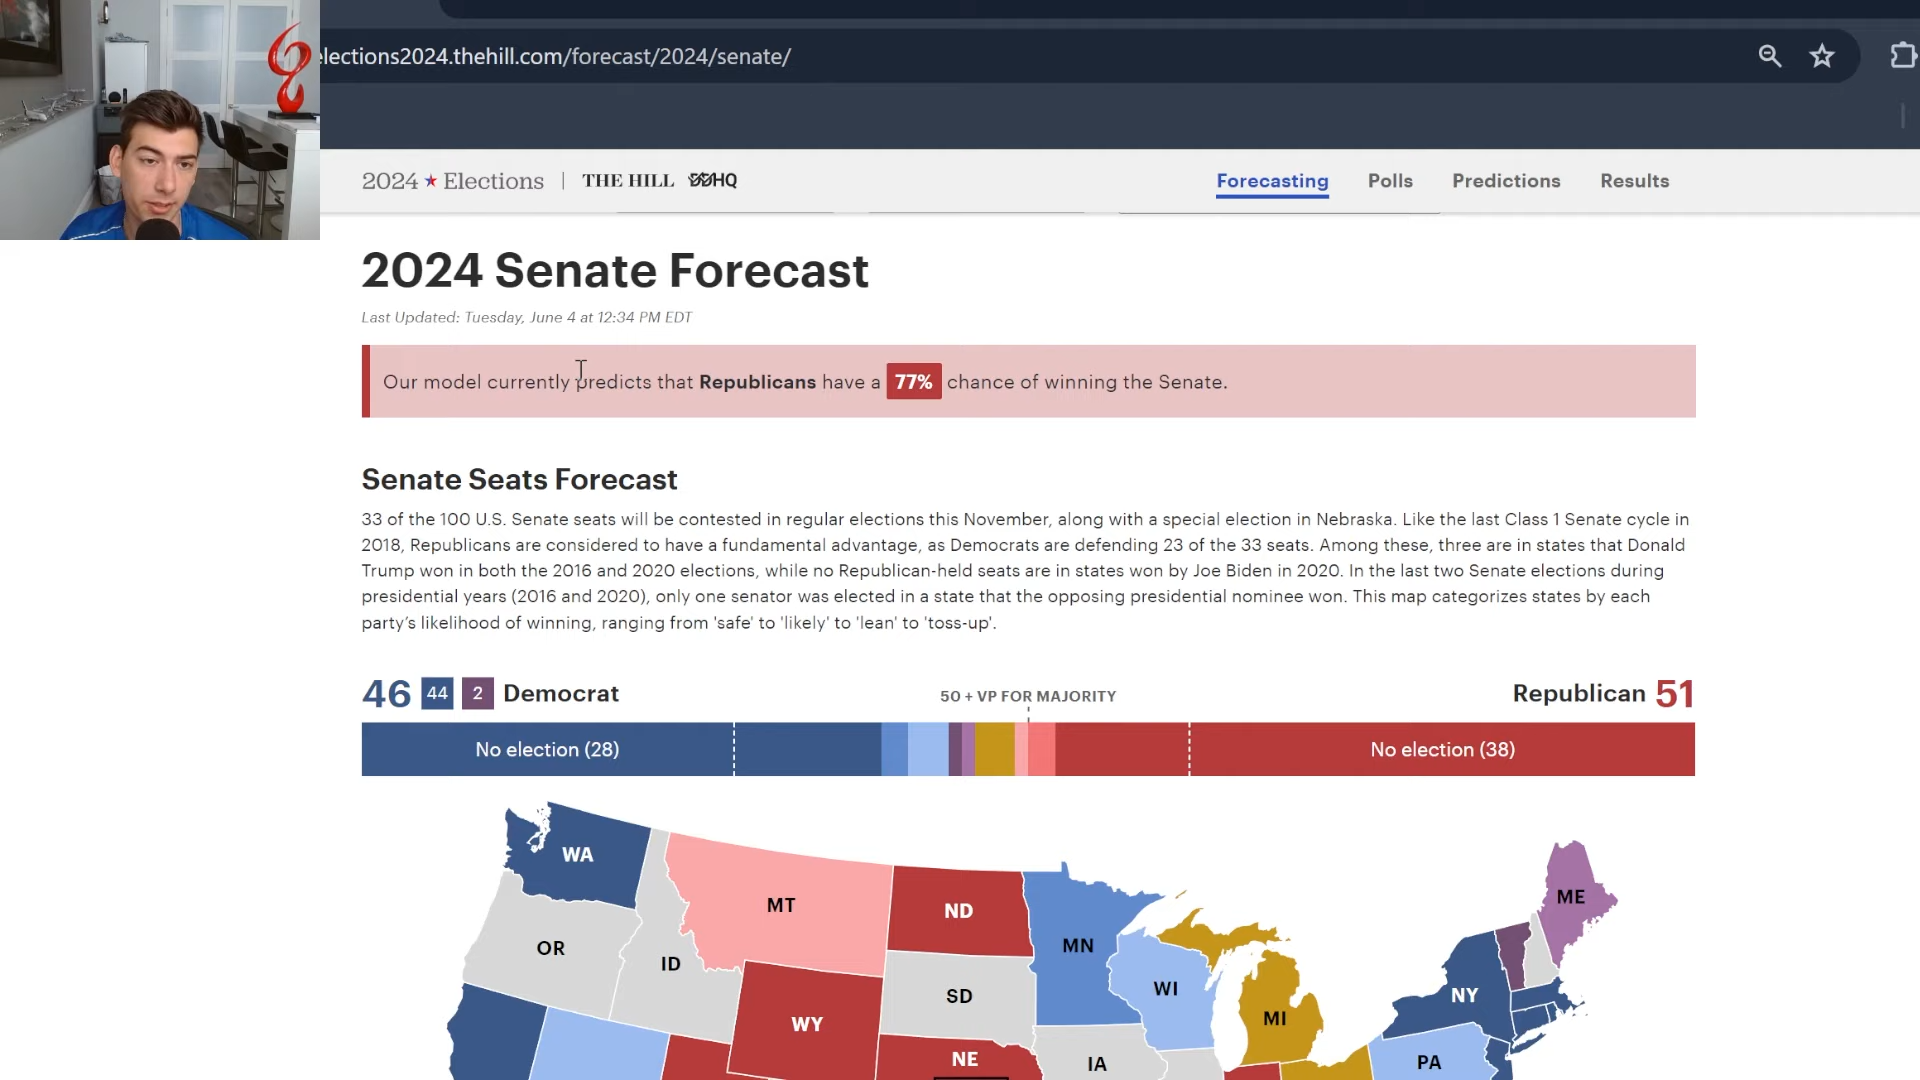 elections2024.thehill.com/forecast/2024/senate/
2024 ★ Elections | THE HILL DDHQ
Forecasting Polls Predictions Results
2024 Senate Forecast
Last Updated: Tuesday, June 4 at 12:34 PM EDT
Our model currently predicts that Republicans have a 77% chance of winning the Senate.
Senate Seats Forecast
33 of the 100 U.S. Senate seats will be contested in regular elections this November, along with a special election in Nebraska. Like the last Class 1 Senate cycle in
2018, Republicans are considered to have a fundamental advantage, as Democrats are defending 23 of the 33 seats. Among these, three are in states that Donald
Trump won in both the 2016 and 2020 elections, while no Republican-held seats are in states won by Joe Biden in 2020. In the last two Senate elections during
presidential years (2016 and 2020), only one senator was elected in a state that the opposing presidential nominee won. This map categorizes states by each
party’s likelihood of winning, ranging from 'safe' to 'likely' to 'lean' to 'toss-up'.
46 44 2 Democrat
50 + VP FOR MAJORITY
Republican 51
No election (28)
No election (38)
WA
MT
ND
MN
ME
OR
ID
SD
WI
NY
WY
MI
NE
IA
PA